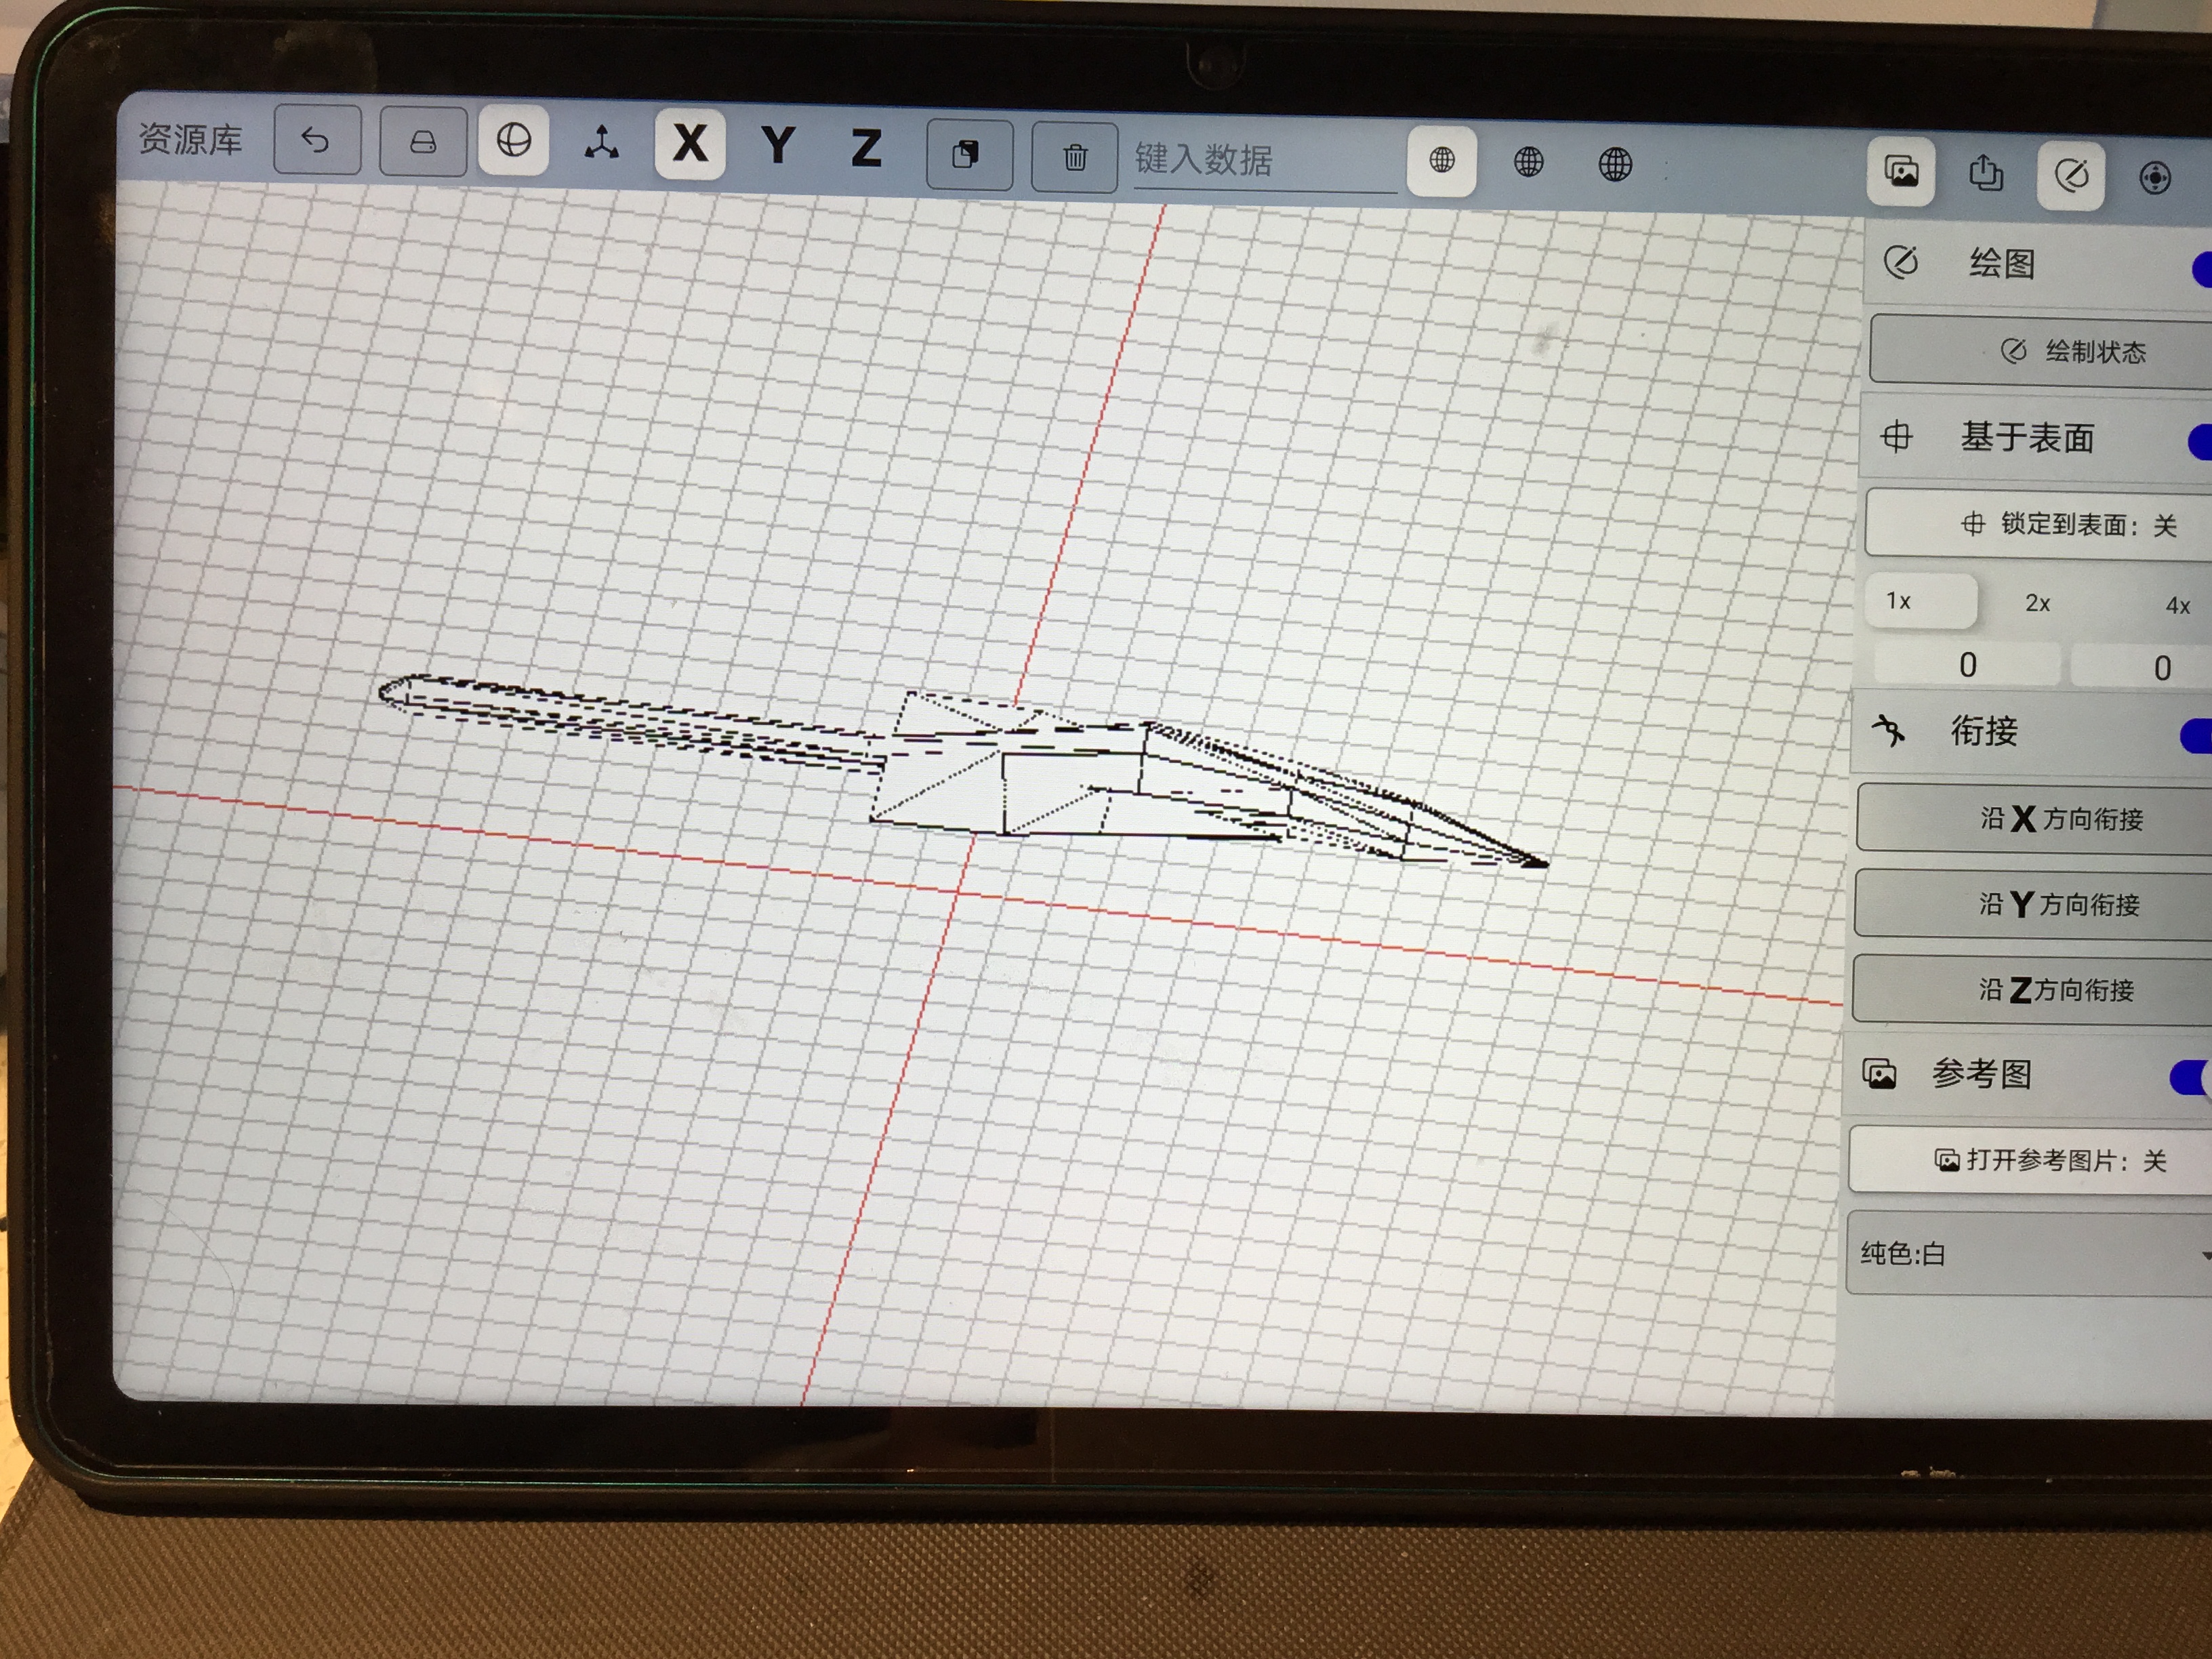 资源库 X Y Z 键入数据
绘图
绘制状态
基于表面
锁定到表面：关
1x 2x 4x
0 0
衔接
沿X方向衔接
沿Y方向衔接
沿Z方向衔接
参考图
打开参考图片：关
纯色:白